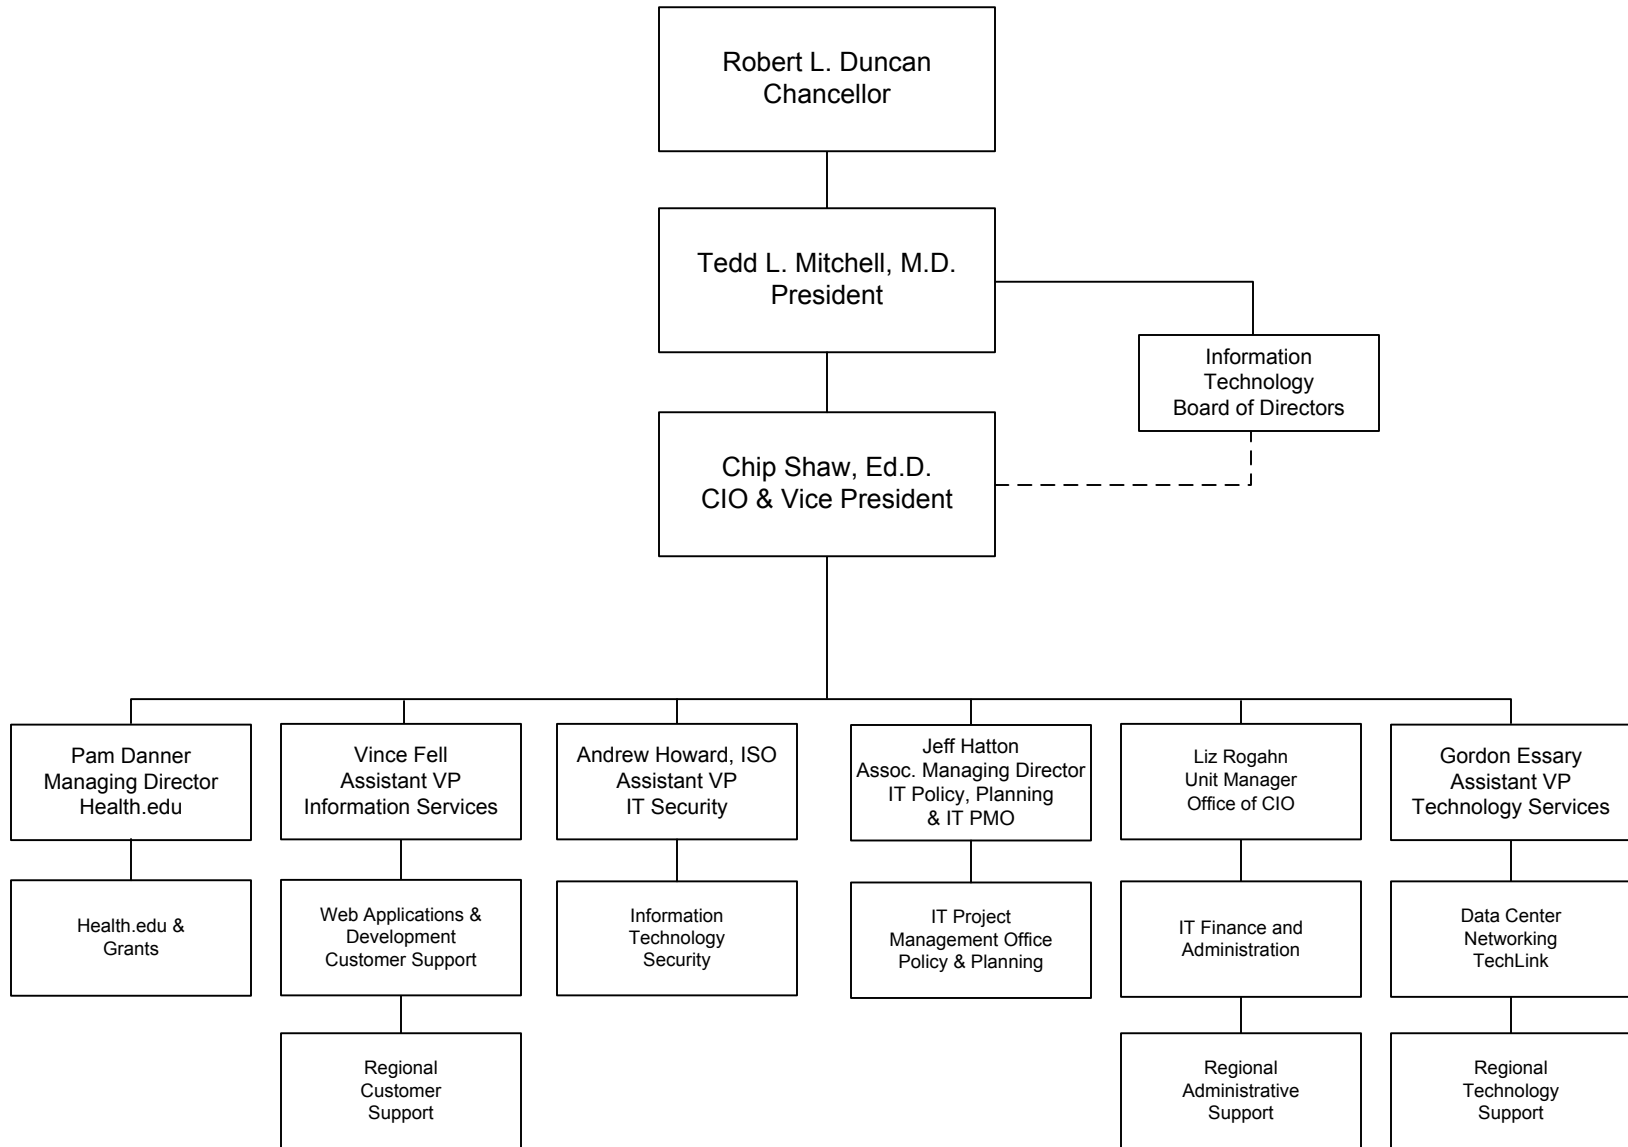 Robert L. Duncan
Chancellor
Tedd L. Mitchell, M.D.
President
Information
Technology
Board of Directors
Chip Shaw, Ed.D.
CIO & Vice President
Pam Danner
Managing Director
Health.edu
Vince Fell
Assistant VP
Information Services
Andrew Howard, ISO
Assistant VP
IT Security
Jeff Hatton
Assoc. Managing Director
IT Policy, Planning
& IT PMO
Liz Rogahn
Unit Manager
Office of CIO
Gordon Essary
Assistant VP
Technology Services
Health.edu &
Grants
Web Applications &
Development
Customer Support
Information
Technology
Security
IT Project
Management Office
Policy & Planning
IT Finance and
Administration
Data Center
Networking
TechLink
Regional
Customer
Support
Regional
Administrative
Support
Regional
Technology
Support